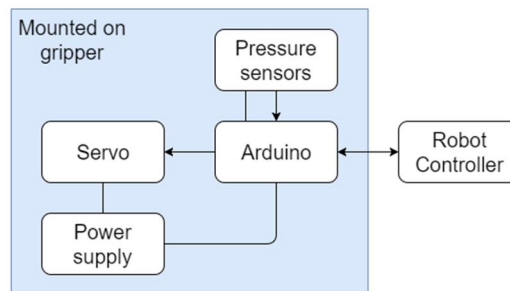 Mounted on
gripper
Pressure
sensors
Servo
Arduino
Robot
Controller
Power
supply